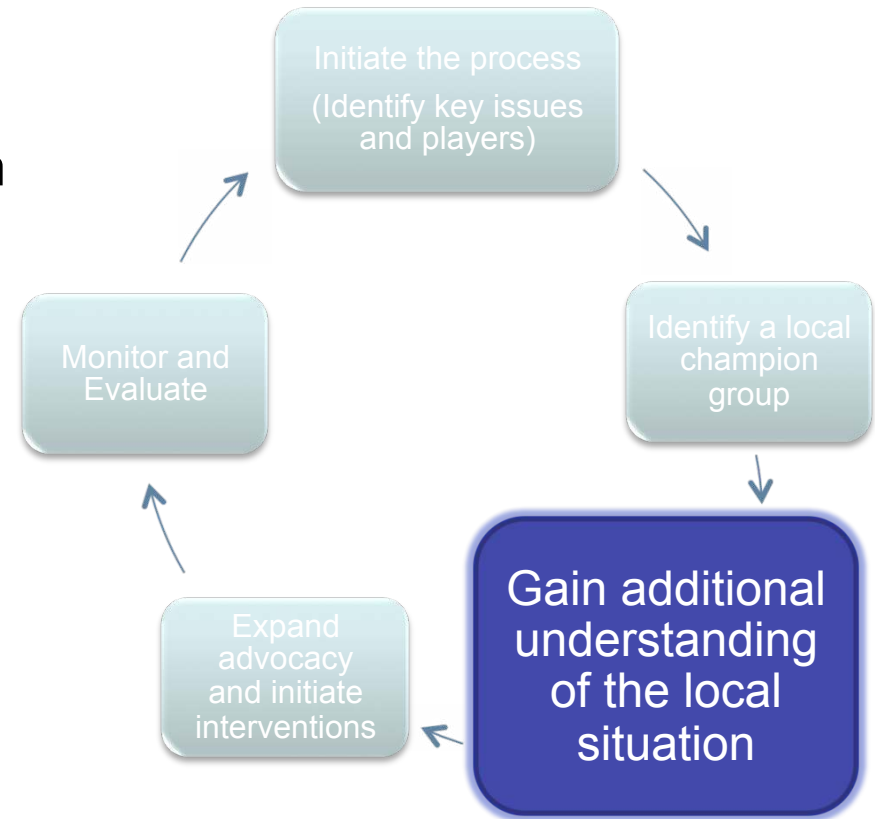 Initiate the process
(Identify key issues
and players)
Identify a local
champion
group
Gain additional
understanding
of the local
situation
Expand
advocacy
and initiate
interventions
Monitor and
Evaluate